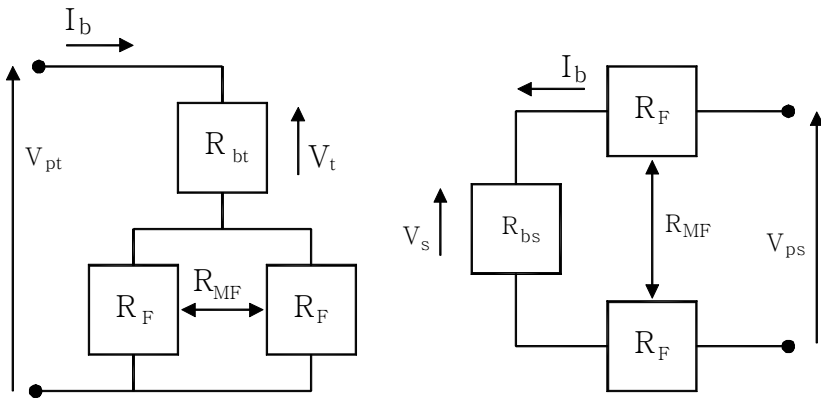 I_b
V_pt
R_bt
V_t
R_F
R_MF
R_F
I_b
R_F
V_s
R_bs
R_MF
V_ps
R_F